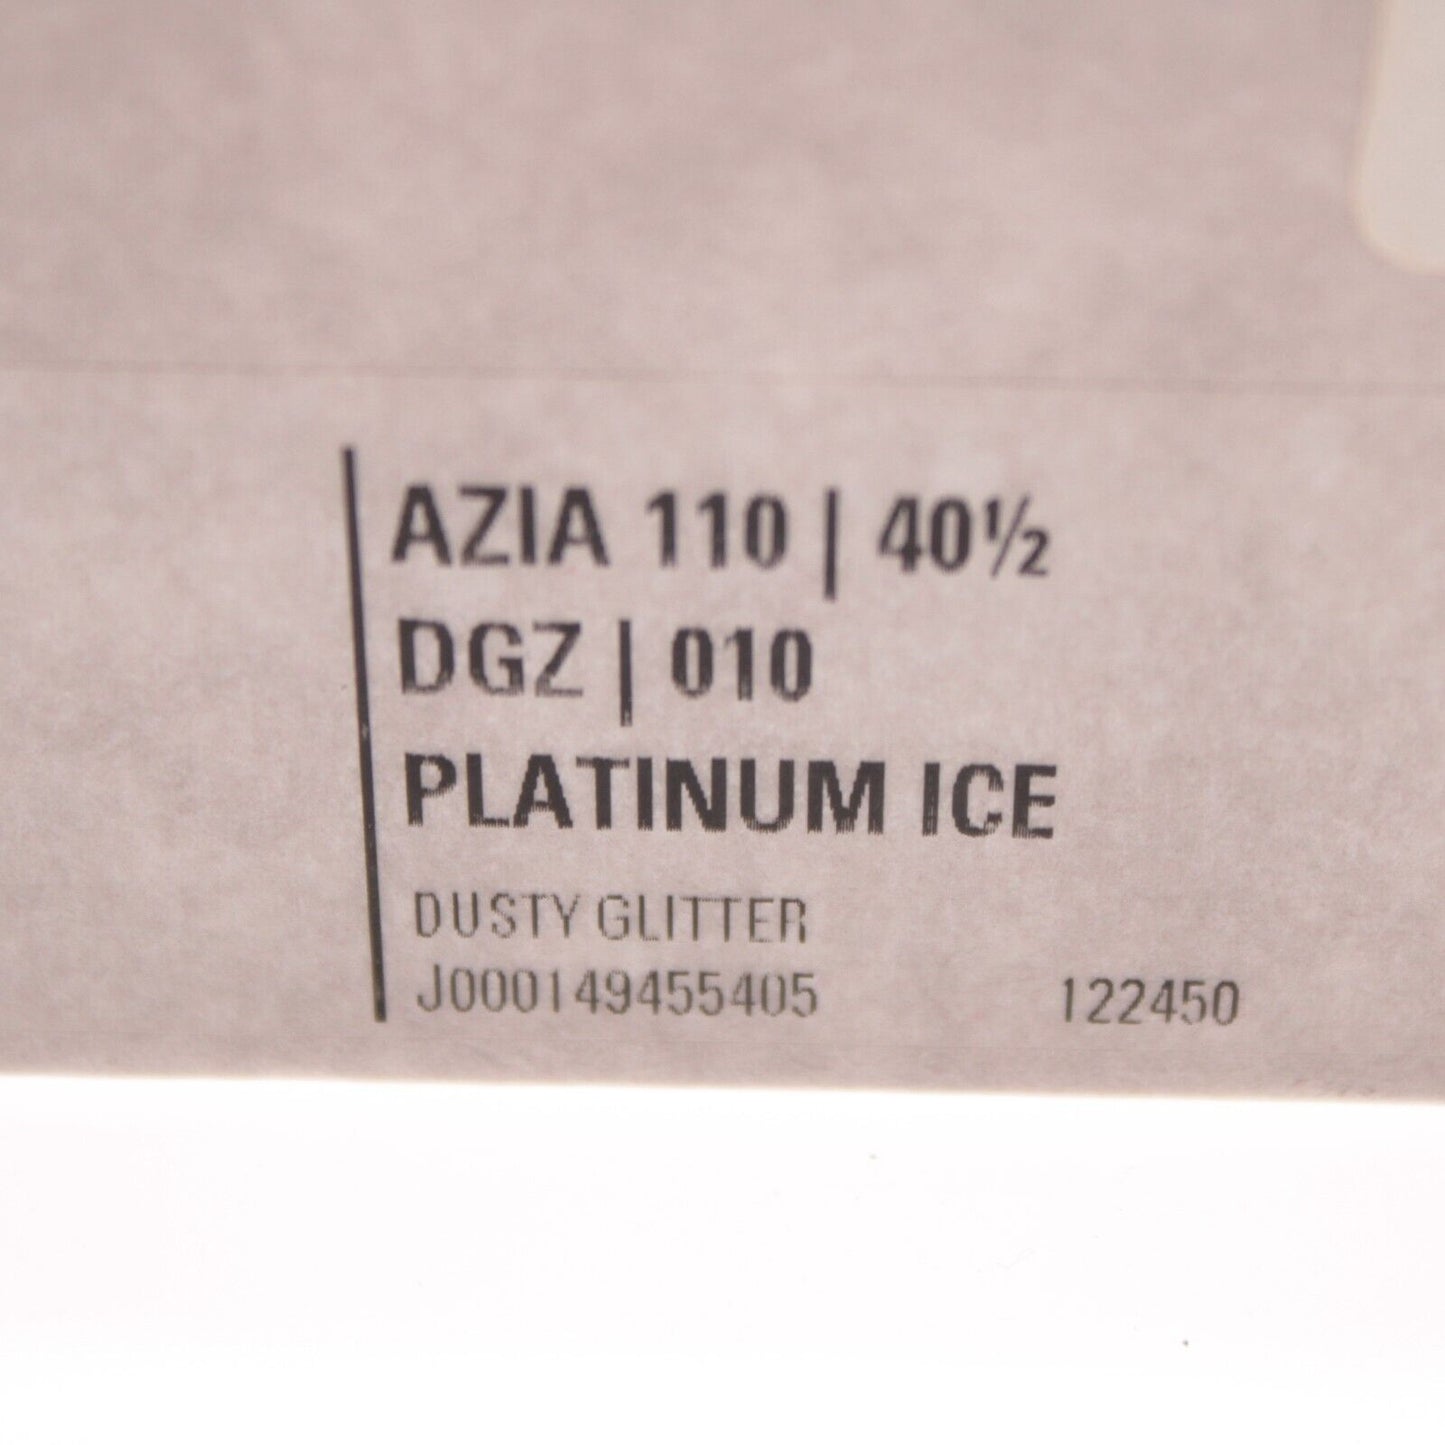 AZIA 110 | 40½
DGZ | 010
PLATINUM ICE
DUSTY GLITTER
J000149455405 122450